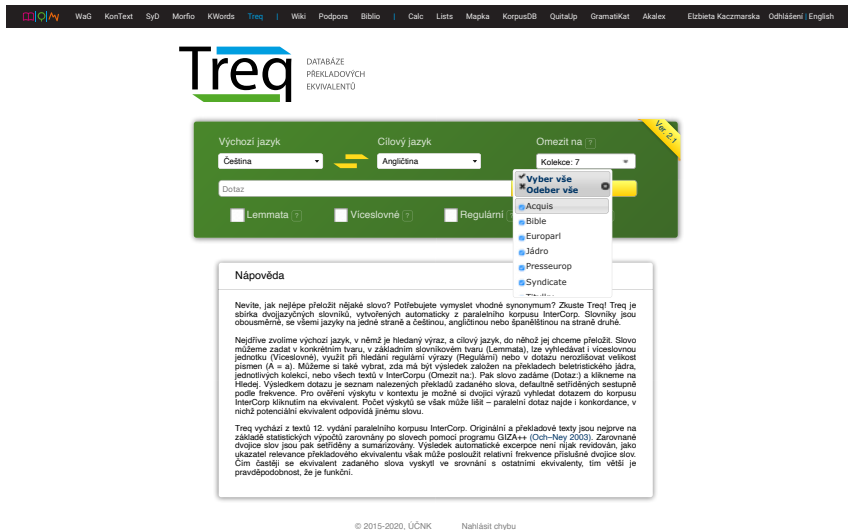 WaG KonText SyD Morfio KWords Treq | Wiki Podpora Biblio | Calc Lists Mapka KorpusDB QuitaUp GramatiKat Akalex Elzbieta Kaczmarska Odhlášení | English
Treq
DATABÁZE
PŘEKLADOVÝCH
EKVIVALENTŮ
Ver. 2.1
Výchozí jazyk Cílový jazyk Omezit na ?
Čeština Angličtina Kolekce: 7
Dotaz
Vyber vše
Odeber vše
Lemmata ? Víceslovné ? Regulární
Acquis
Bible
Europarl
Jádro
Presseurop
Syndicate
Titulky
Nápověda
Nevíte, jak nejlépe přeložit nějaké slovo? Potřebujete vymyslet vhodné synonymum? Zkuste Treq! Treq je
sbírka dvojjazyčných slovníků, vytvořených automaticky z paralelního korpusu InterCorp. Slovníky jsou
obousměrné, se všemi jazyky na jedné straně a češtinou, angličtinou nebo španělštinou na straně druhé.
Nejdříve zvolíme výchozí jazyk, v němž je hledaný výraz, a cílový jazyk, do něhož jej chceme přeložit. Slovo
můžeme zadat v konkrétním tvaru, v základním slovníkovém tvaru (Lemmata), lze vyhledávat i víceslovnou
jednotku (Víceslovné), využít při hledání regulární výrazy (Regulární) nebo v dotazu nerozlišovat velikost
písmen (A = a). Můžeme si také vybrat, zda má být výsledek založen na překladech beletristického jádra,
jednotlivých kolekcí, nebo všech textů v InterCorpu (Omezit na:). Pak slovo zadáme (Dotaz:) a klikneme na
Hledej. Výsledkem dotazu je seznam nalezených překladů zadaného slova, defaultně setříděných sestupně
podle frekvence. Pro ověření výskytu v kontextu je možné si dvojici výrazů vyhledat dotazem do korpusu
InterCorp kliknutím na ekvivalent. Počet výskytů se však může lišit – paralelní dotaz najde i konkordance, v
nichž potenciální ekvivalent odpovídá jinému slovu.
Treq vychází z textů 12. vydání paralelního korpusu InterCorp. Originální a překladové texty jsou nejprve na
základě statistických výpočtů zarovnány po slovech pomocí programu GIZA++ (Och–Ney 2003). Zarovnané
dvojice slov jsou pak setříděny a sumarizovány. Výsledek automatické excerpce není nijak revidován, jako
ukazatel relevance překladového ekvivalentu však může posloužit relativní frekvence příslušné dvojice slov.
Čím častěji se ekvivalent zadaného slova vyskytl ve srovnání s ostatními ekvivalenty, tím větší je
pravděpodobnost, že je funkční.
© 2015-2020, ÚČNK Nahlásit chybu